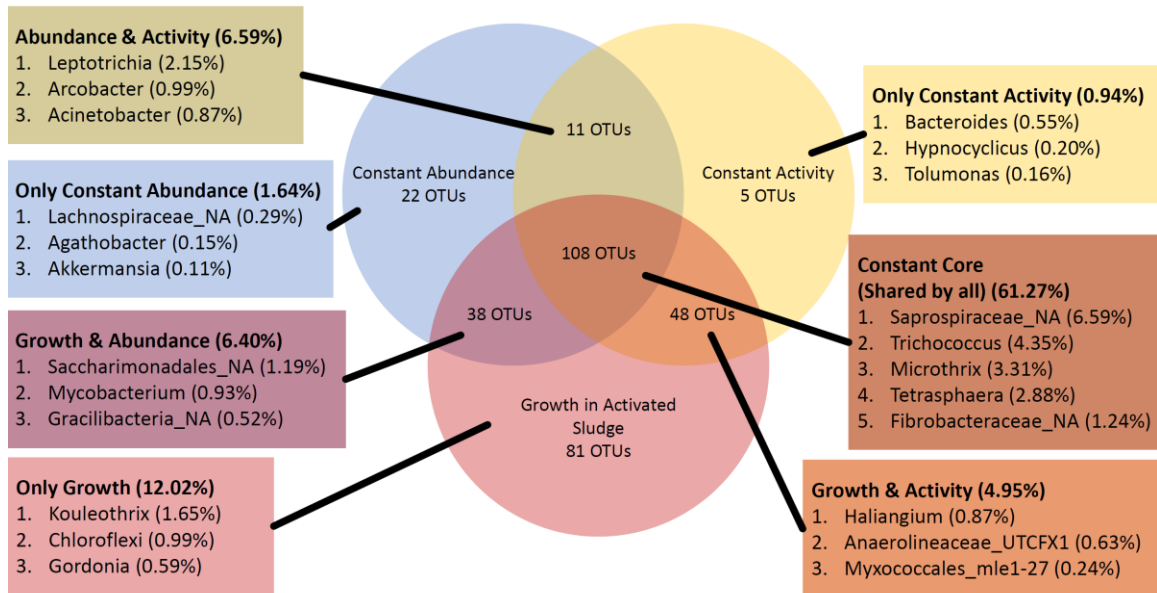 Abundance & Activity (6.59%)
1. Leptotrichia (2.15%)
2. Arcobacter (0.99%)
3. Acinetobacter (0.87%)
Only Constant Abundance (1.64%)
1. Lachnospiraceae_NA (0.29%)
2. Agathobacter (0.15%)
3. Akkermansia (0.11%)
Growth & Abundance (6.40%)
1. Saccharimonadales_NA (1.19%)
2. Mycobacterium (0.93%)
3. Gracilibacteria_NA (0.52%)
Only Growth (12.02%)
1. Kouleothrix (1.65%)
2. Chloroflexi (0.99%)
3. Gordonia (0.59%)
11 OTUs
Constant Abundance
22 OTUs
Constant Activity
5 OTUs
108 OTUs
38 OTUs
48 OTUs
Growth in Activated
Sludge
81 OTUs
Only Constant Activity (0.94%)
1. Bacteroides (0.55%)
2. Hypnocyclicus (0.20%)
3. Tolumonas (0.16%)
Constant Core
(Shared by all) (61.27%)
1. Saprospiraceae_NA (6.59%)
2. Trichococcus (4.35%)
3. Microthrix (3.31%)
4. Tetrasphaera (2.88%)
5. Fibrobacteraceae_NA (1.24%)
Growth & Activity (4.95%)
1. Haliangium (0.87%)
2. Anaerolineaceae_UTCFX1 (0.63%)
3. Myxococcales_mle1-27 (0.24%)